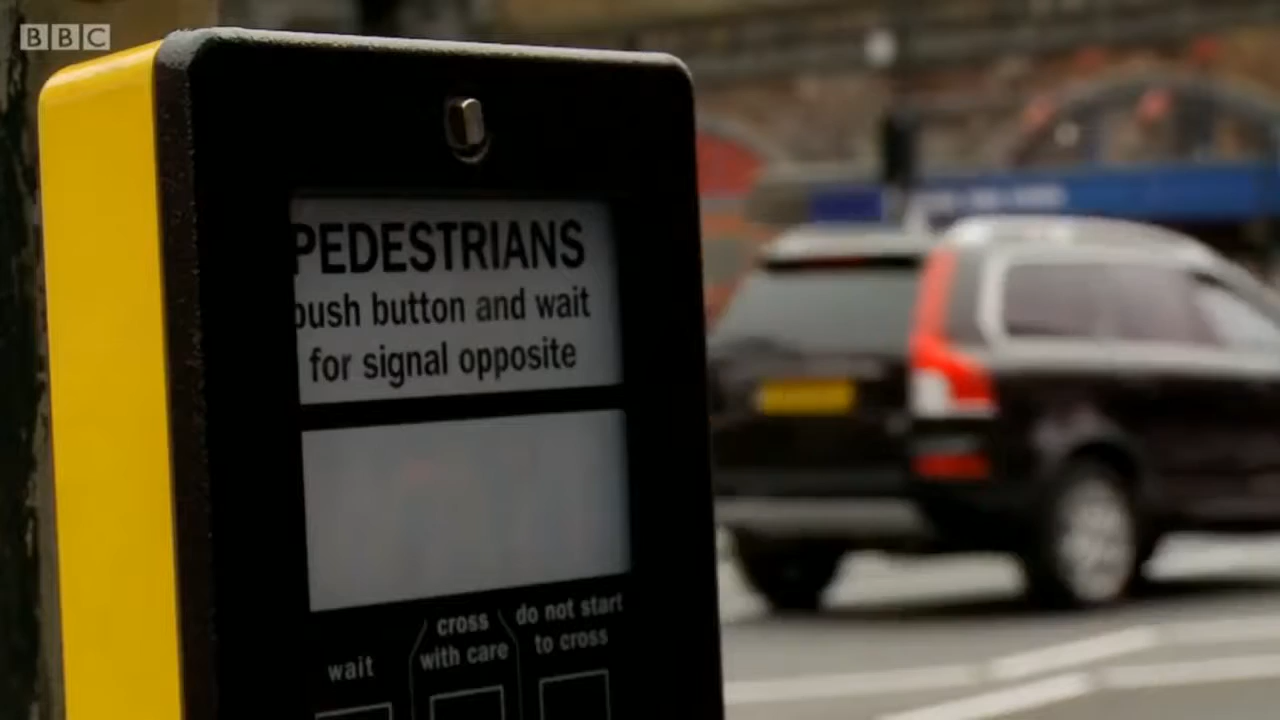 BBC
PEDESTRIANS
push button and wait
for signal opposite
wait
cross
with care
do not start
to cross